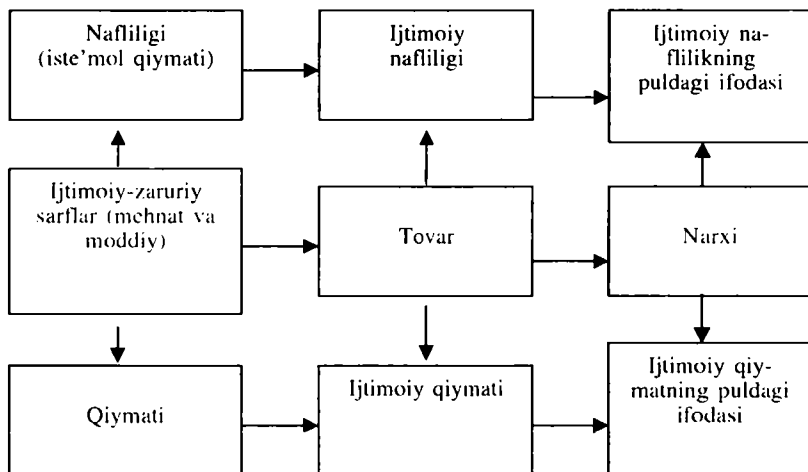 Nafliligi
(iste’mol qiymati)
Ijtimoiy
nafliligi
Ijtimoiy na-
flilikning
puldagi ifodasi
Ijtimoiy-zaruriy
sarflar (mehnat va
moddiy)
Tovar
Narxi
Qiymati
Ijtimoiy qiymati
Ijtimoiy qiy-
matning puldagi
ifodasi